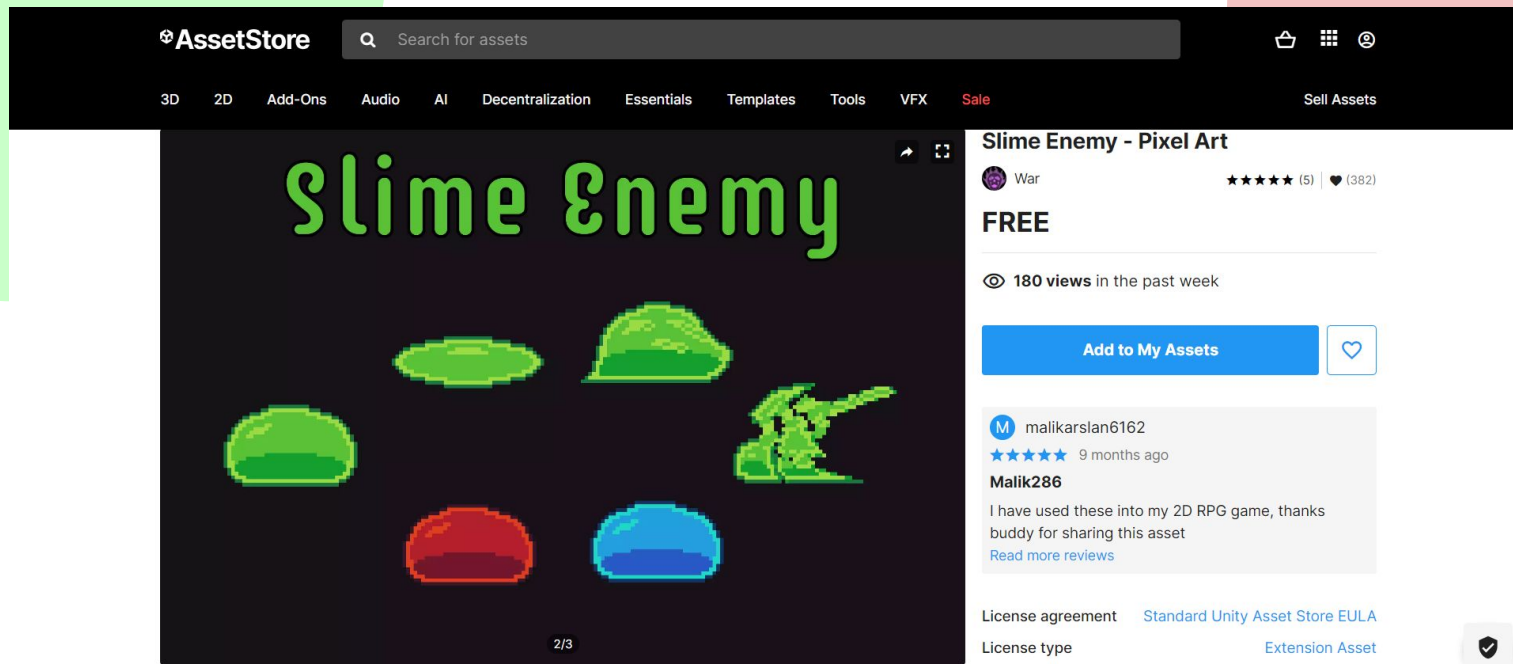 AssetStore
Search for assets
3D 2D Add-Ons Audio AI Decentralization Essentials Templates Tools VFX Sale Sell Assets
Slime Enemy
2/3
Slime Enemy - Pixel Art
War
(5) (382)
FREE
180 views in the past week
Add to My Assets
M malikarslan6162
9 months ago
Malik286
I have used these into my 2D RPG game, thanks
buddy for sharing this asset
Read more reviews
License agreement Standard Unity Asset Store EULA
License type Extension Asset